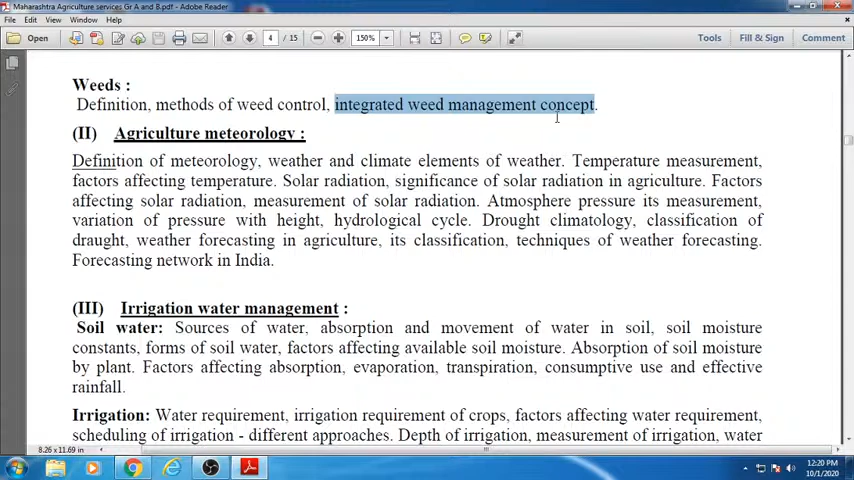 Maharashtra Agriculture services Gr A and B.pdf - Adobe Reader
File Edit View Window Help
Open 4 / 15 150% Tools Fill & Sign Comment
Weeds :
Definition, methods of weed control, integrated weed management concept.
(II) Agriculture meteorology :
Definition of meteorology, weather and climate elements of weather. Temperature measurement,
factors affecting temperature. Solar radiation, significance of solar radiation in agriculture. Factors
affecting solar radiation, measurement of solar radiation. Atmosphere pressure its measurement,
variation of pressure with height, hydrological cycle. Drought climatology, classification of
draught, weather forecasting in agriculture, its classification, techniques of weather forecasting.
Forecasting network in India.
(III) Irrigation water management :
Soil water: Sources of water, absorption and movement of water in soil, soil moisture
constants, forms of soil water, factors affecting available soil moisture. Absorption of soil moisture
by plant. Factors affecting absorption, evaporation, transpiration, consumptive use and effective
rainfall.
Irrigation: Water requirement, irrigation requirement of crops, factors affecting water requirement,
scheduling of irrigation - different approaches. Depth of irrigation, measurement of irrigation, water
8.26 x 11.69 in
12:20 PM
10/1/2020